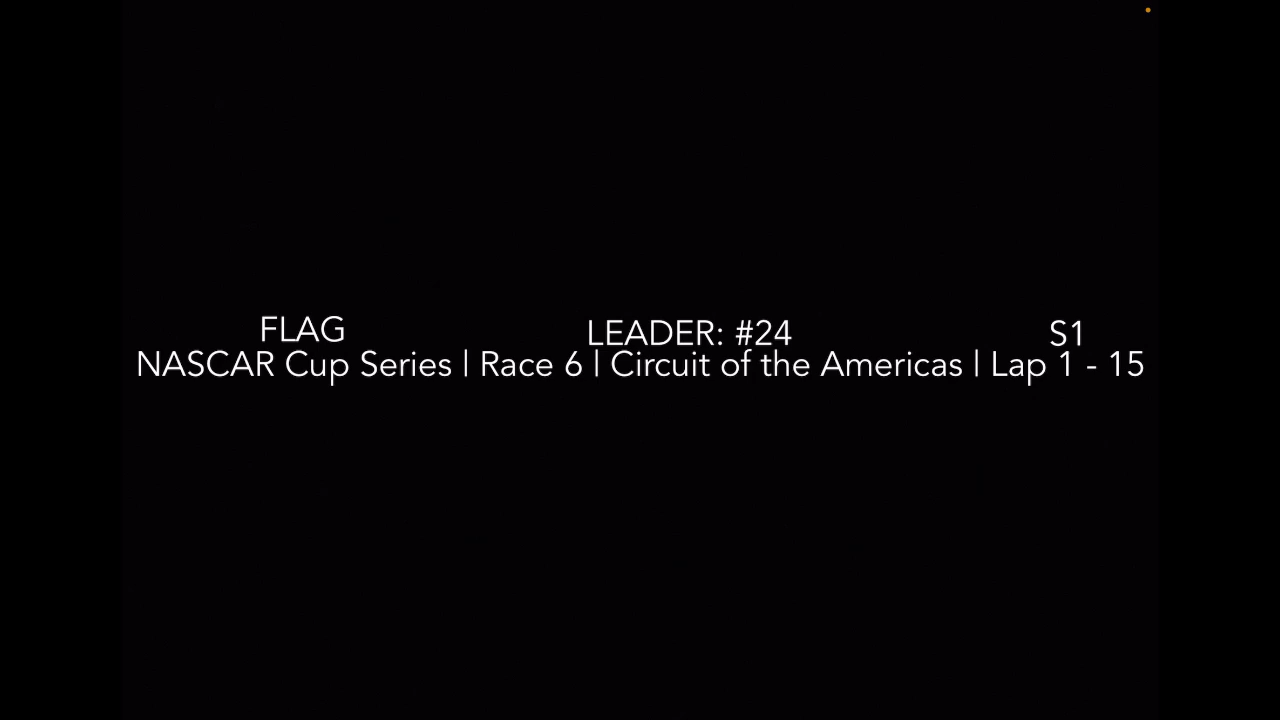 FLAG LEADER: #24 S1
NASCAR Cup Series | Race 6 | Circuit of the Americas | Lap 1 - 15